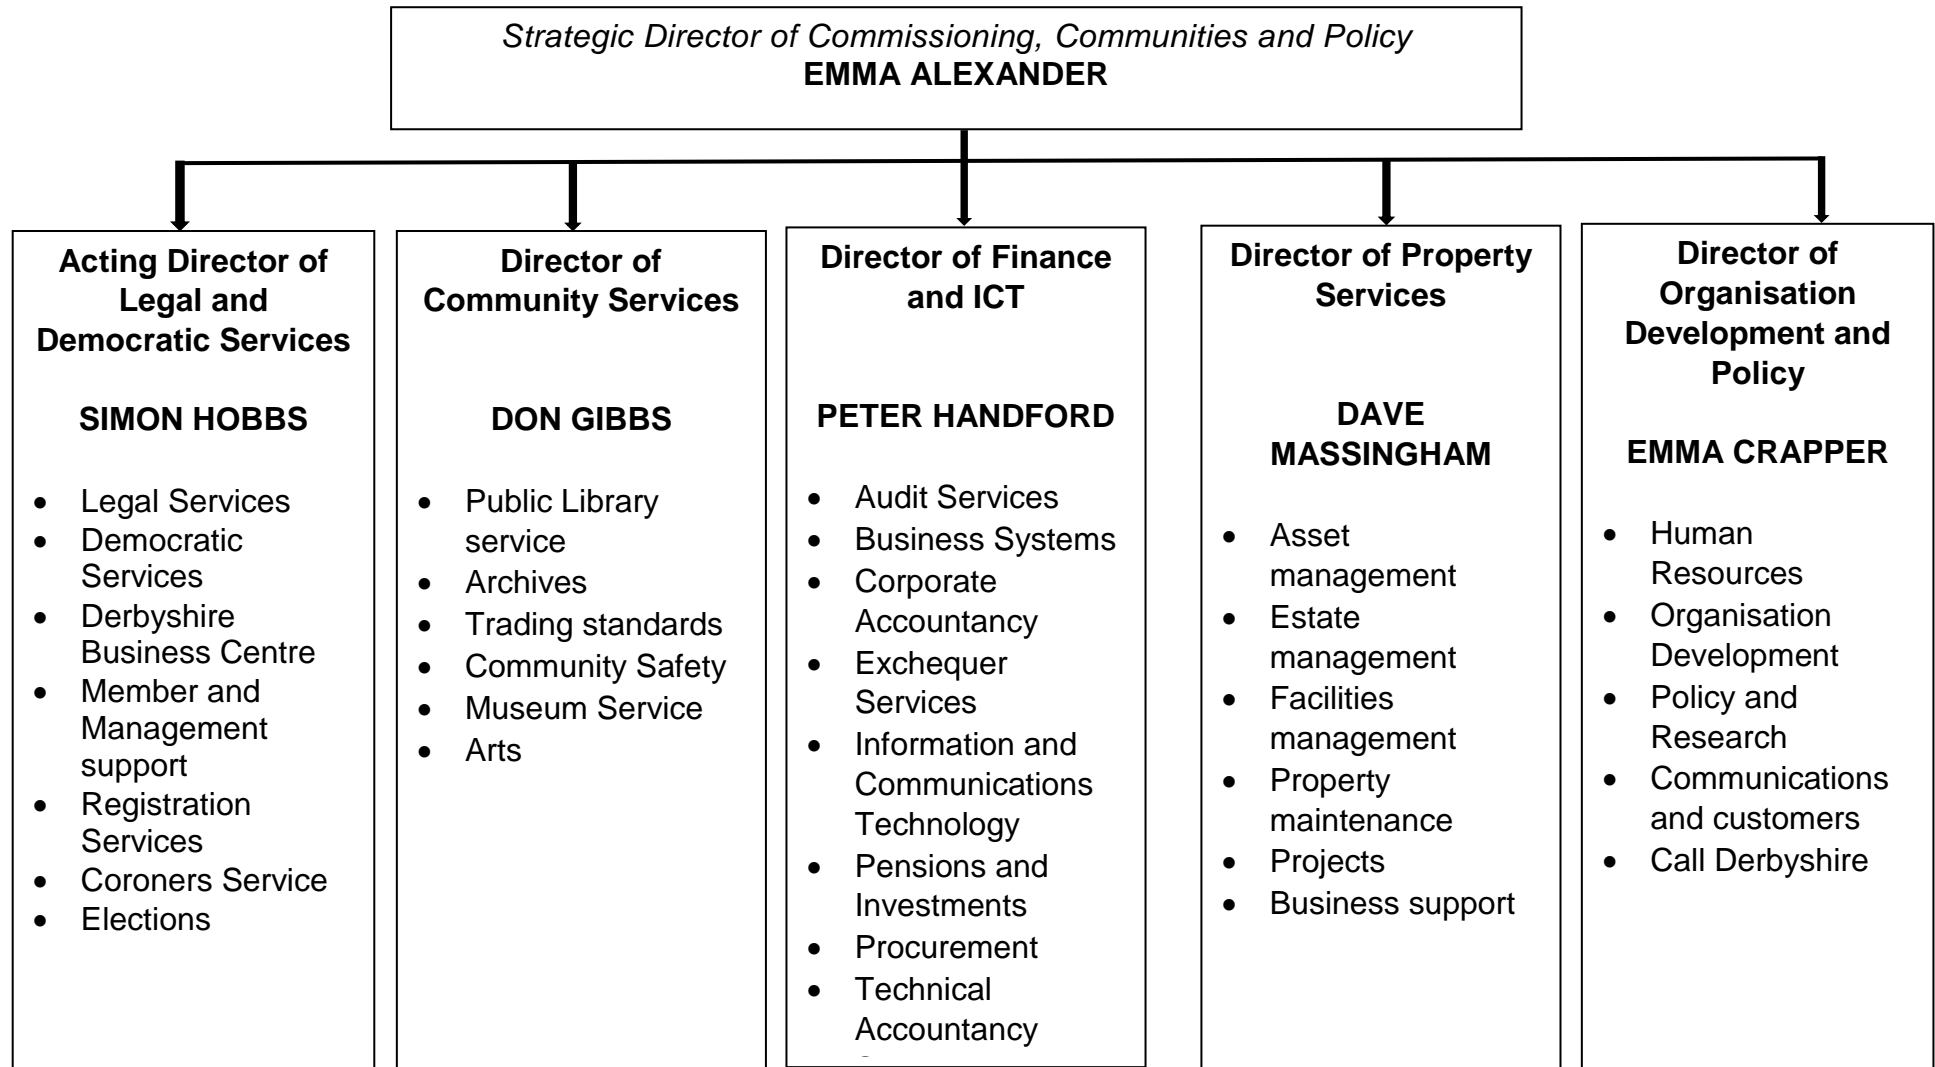 Strategic Director of Commissioning, Communities and Policy
EMMA ALEXANDER
Acting Director of
Legal and
Democratic Services
SIMON HOBBS
• Legal Services
• Democratic
Services
• Derbyshire
Business Centre
• Member and
Management
support
• Registration
Services
• Coroners Service
• Elections
Director of
Community Services
DON GIBBS
• Public Library
service
• Archives
• Trading standards
• Community Safety
• Museum Service
• Arts
Director of Finance
and ICT
PETER HANDFORD
• Audit Services
• Business Systems
• Corporate
Accountancy
• Exchequer
Services
• Information and
Communications
Technology
• Pensions and
Investments
• Procurement
• Technical
Accountancy
Director of Property
Services
DAVE
MASSINGHAM
• Asset
management
• Estate
management
• Facilities
management
• Property
maintenance
• Projects
• Business support
Director of
Organisation
Development and
Policy
EMMA CRAPPER
• Human
Resources
• Organisation
Development
• Policy and
Research
• Communications
and customers
• Call Derbyshire